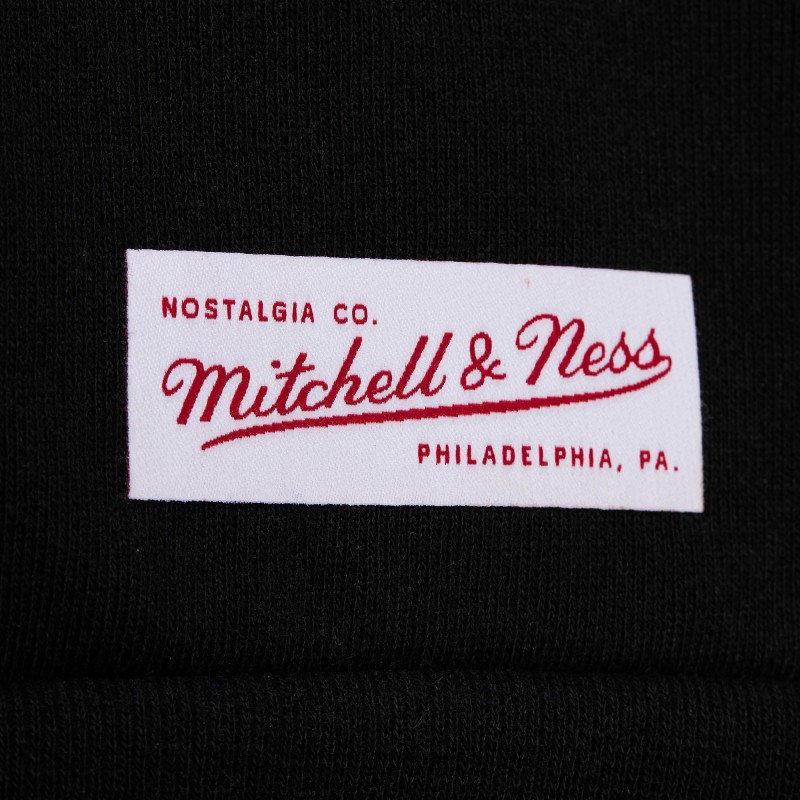 NOSTALGIA CO.
Mitchell & Ness
PHILADELPHIA, PA.